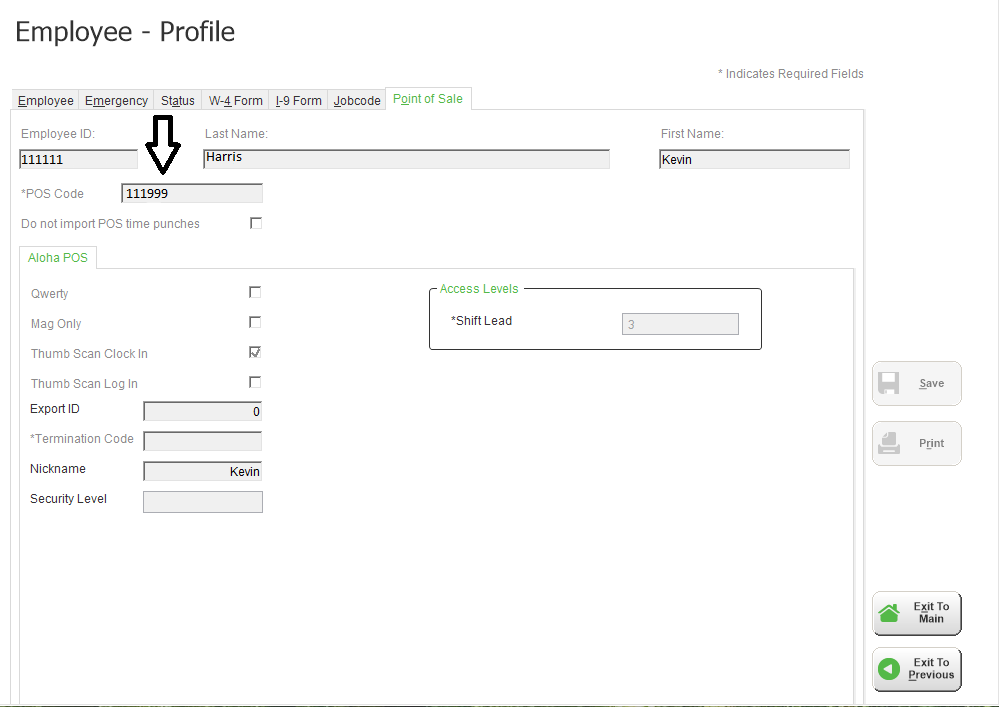 Employee - Profile
* Indicates Required Fields
Employee Emergency Status W-4 Form I-9 Form Jobcode Point of Sale
Employee ID: Last Name: First Name:
111111 Harris Kevin
*POS Code 111999
Do not import POS time punches
Aloha POS
Qwerty
Mag Only
Thumb Scan Clock In
Thumb Scan Log In
Export ID 0
*Termination Code
Nickname Kevin
Security Level
Access Levels
*Shift Lead 3
Save
Print
Exit To
Main
Exit To
Previous